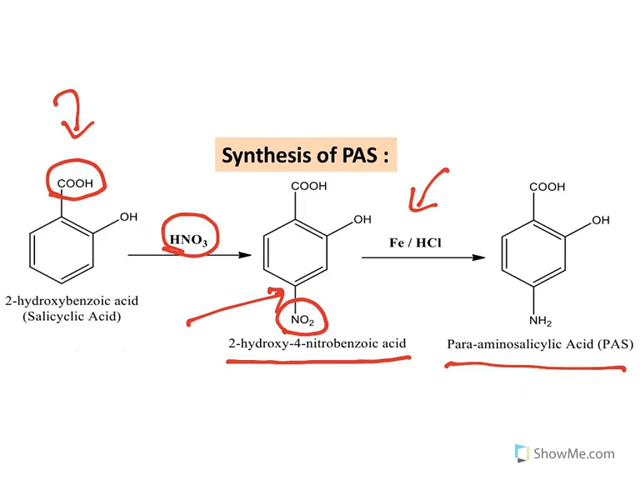 Synthesis of PAS :
COOH
OH
2-hydroxybenzoic acid
(Salicyclic Acid)
HNO3
COOH
OH
NO2
2-hydroxy-4-nitrobenzoic acid
Fe / HCl
COOH
OH
NH2
Para-aminosalicylic Acid (PAS)
ShowMe.com